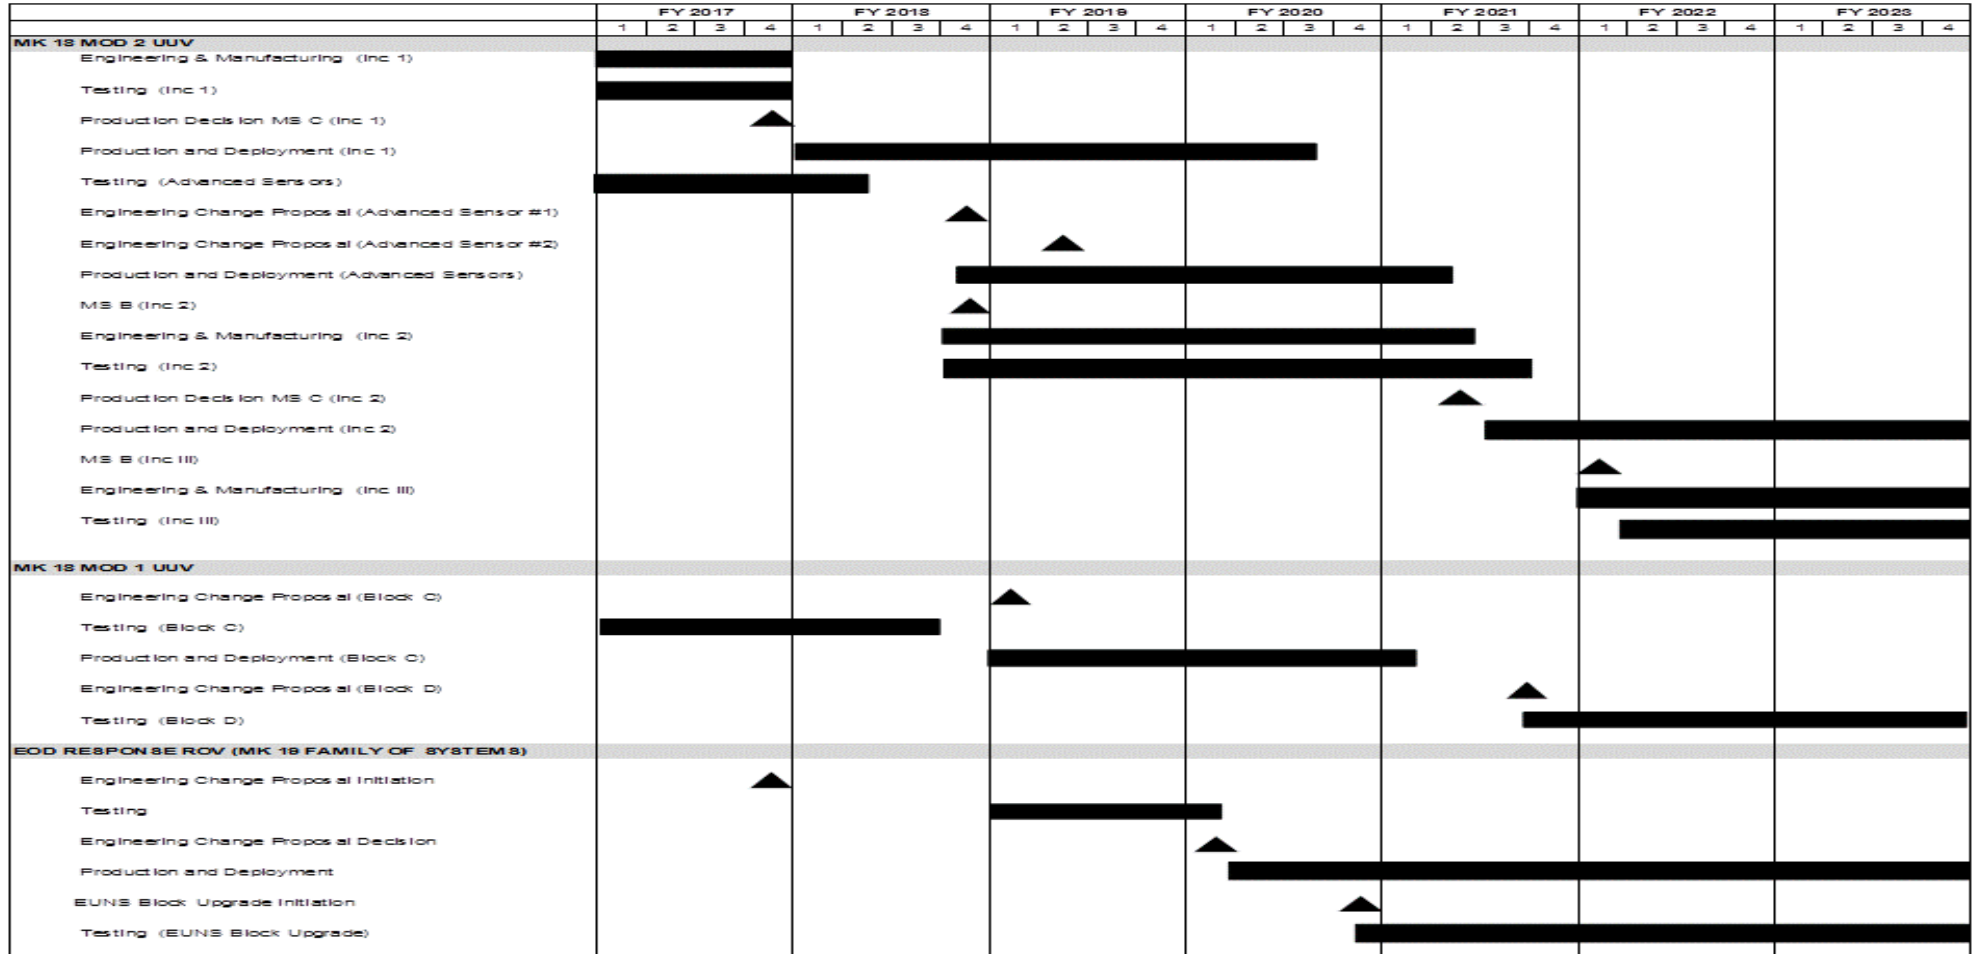 FY 2017 FY 2018 FY 2019 FY 2020 FY 2021 FY 2022 FY 2023
1 2 3 4 1 2 3 4 1 2 3 4 1 2 3 4 1 2 3 4 1 2 3 4 1 2 3 4
MK 18 MOD 2 UUV
Engineering & Manufacturing (Inc 1)
Testing (Inc 1)
Production Decision MS C (Inc 1)
Production and Deployment (Inc 1)
Testing (Advanced Sensors)
Engineering Change Proposal (Advanced Sensor #1)
Engineering Change Proposal (Advanced Sensor #2)
Production and Deployment (Advanced Sensors)
MS B (Inc 2)
Engineering & Manufacturing (Inc 2)
Testing (Inc 2)
Production Decision MS C (Inc 2)
Production and Deployment (Inc 2)
MS B (Inc III)
Engineering & Manufacturing (Inc III)
Testing (Inc III)
MK 18 MOD 1 UUV
Engineering Change Proposal (Block C)
Testing (Block C)
Production and Deployment (Block C)
Engineering Change Proposal (Block D)
Testing (Block D)
EOD RESPONSE ROV (MK 19 FAMILY OF SYSTEMS)
Engineering Change Proposal Initiation
Testing
Engineering Change Proposal Decision
Production and Deployment
EUNS Block Upgrade Initiation
Testing (EUNS Block Upgrade)